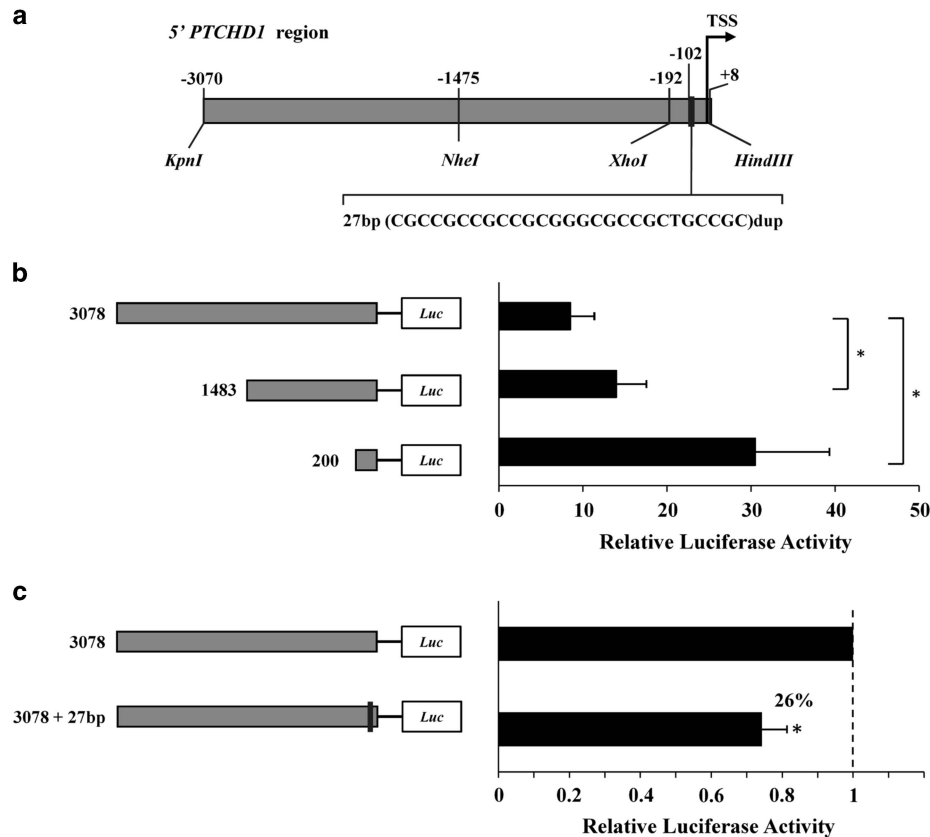 a
5' PTCHD1 region
TSS
-102
-3070
-1475
-192
+8
KpnI
NheI
XhoI
HindIII
27bp (CGCCGCCGCCGCGGGCGCCGCTGCCGC)dup
b
3078
Luc
1483
Luc
200
Luc
*
*
0 10 20 30 40 50
Relative Luciferase Activity
c
3078
Luc
3078 + 27bp
Luc
26%
*
0 0.2 0.4 0.6 0.8 1
Relative Luciferase Activity